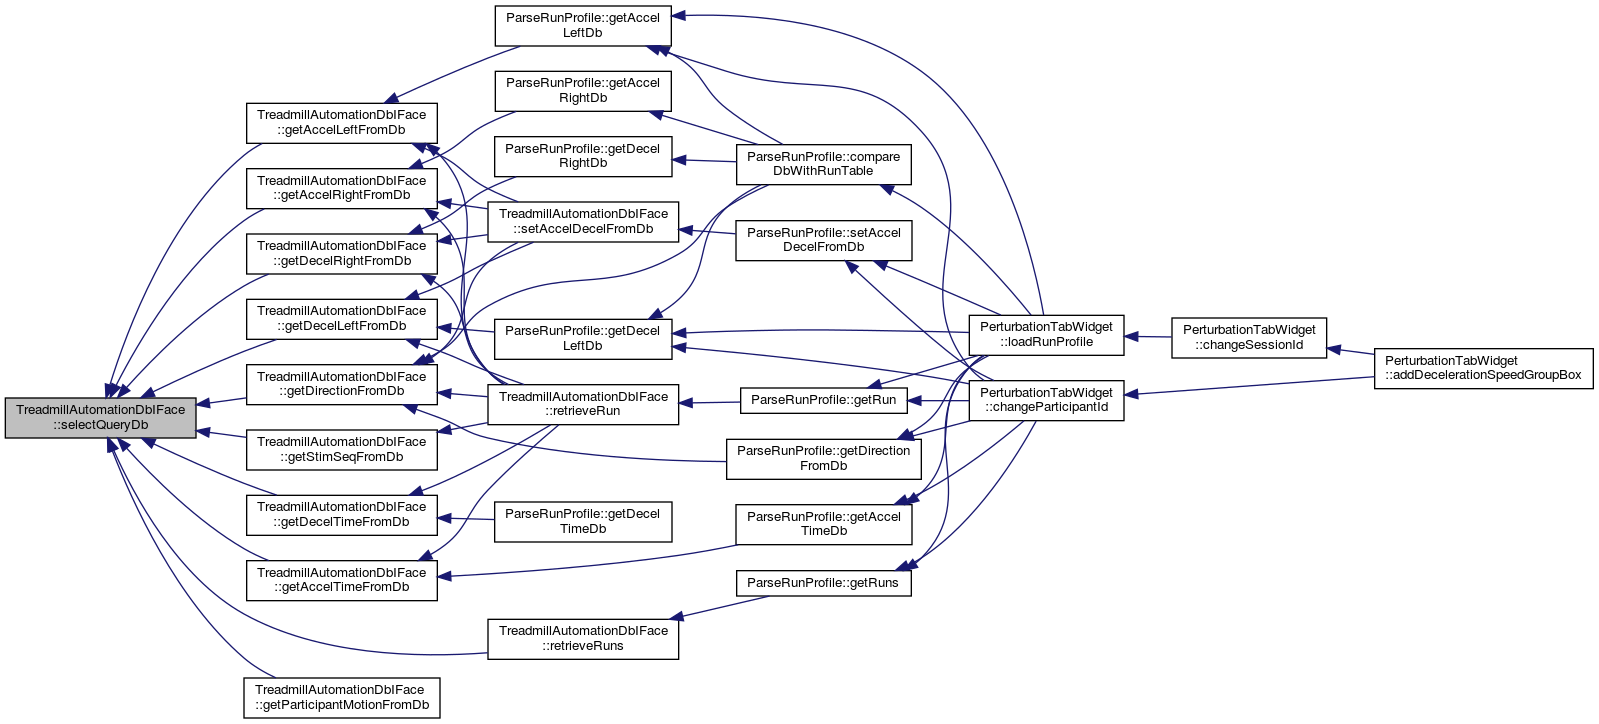 ParseRunProfile::getAccel
LeftDb
ParseRunProfile::getAccel
RightDb
TreadmillAutomationDbIFace
::getAccelLeftFromDb
ParseRunProfile::getDecel
RightDb
ParseRunProfile::compare
DbWithRunTable
TreadmillAutomationDbIFace
::getAccelRightFromDb
TreadmillAutomationDbIFace
::setAccelDecelFromDb
ParseRunProfile::setAccel
DecelFromDb
TreadmillAutomationDbIFace
::getDecelRightFromDb
TreadmillAutomationDbIFace
::getDecelLeftFromDb
ParseRunProfile::getDecel
LeftDb
PerturbationTabWidget
::loadRunProfile
PerturbationTabWidget
::changeSessionId
PerturbationTabWidget
::addDecelerationSpeedGroupBox
TreadmillAutomationDbIFace
::getDirectionFromDb
TreadmillAutomationDbIFace
::retrieveRun
ParseRunProfile::getRun
PerturbationTabWidget
::changeParticipantId
TreadmillAutomationDbIFace
::selectQueryDb
TreadmillAutomationDbIFace
::getStimSeqFromDb
ParseRunProfile::getDirection
FromDb
TreadmillAutomationDbIFace
::getDecelTimeFromDb
ParseRunProfile::getDecel
TimeDb
ParseRunProfile::getAccel
TimeDb
TreadmillAutomationDbIFace
::getAccelTimeFromDb
ParseRunProfile::getRuns
TreadmillAutomationDbIFace
::retrieveRuns
TreadmillAutomationDbIFace
::getParticipantMotionFromDb